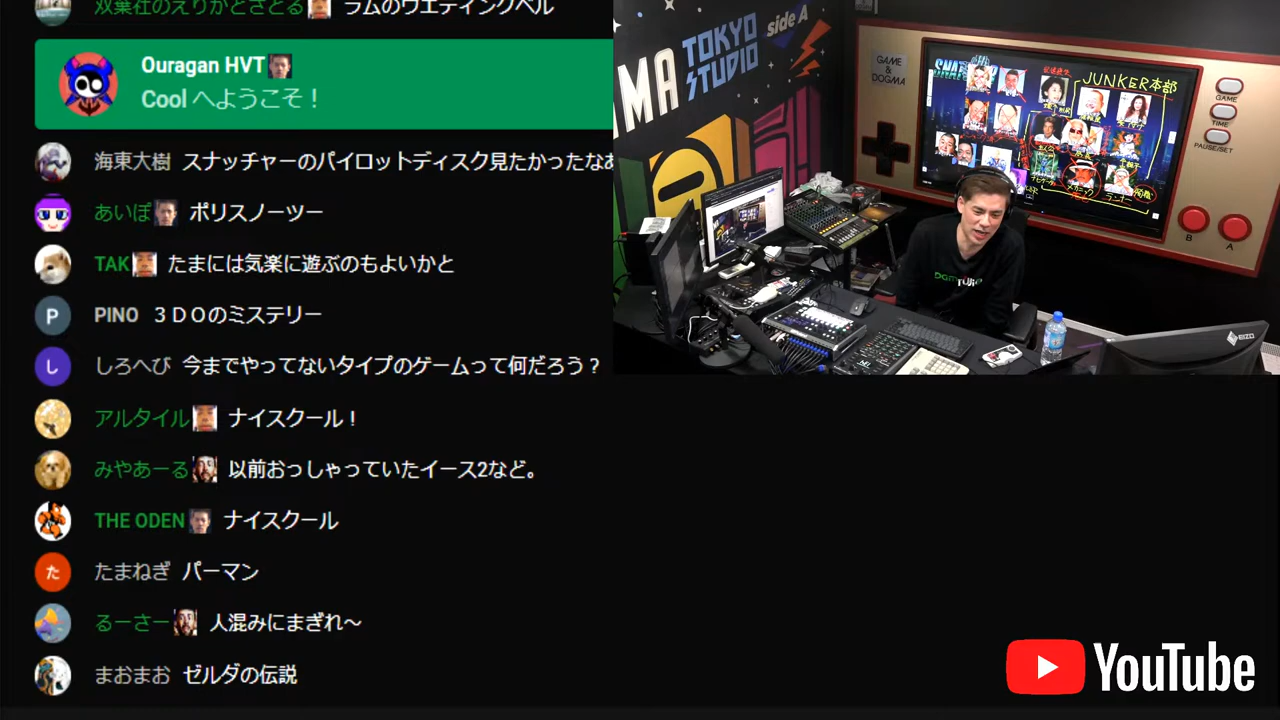 双葉社のえりかとさとる ラムのウエディングベル
Ouragan HVT
Cool へようこそ！
海東大樹 スナッチャーのパイロットディスク見たかったなあ
あいぽ ポリスノーツー
TAK たまには気楽に遊ぶのもよいかと
P PINO ３ＤＯのミステリー
し しろへび 今までやってないタイプのゲームって何だろう？
アルタイル ナイスクール！
みやあーる 以前おっしゃっていたイース2など。
THE ODEN ナイスクール
た たまねぎ パーマン
るーさー 人混みにまぎれ〜
まおまお ゼルダの伝説
MA TOKYO
STUDIO
side A
GAME
&
DOGMA
JUNKER本部
GAME
TIME
PAUSE/SET
B A
EIZO
YouTube